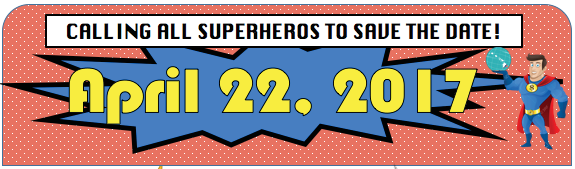 CALLING ALL SUPERHEROS TO SAVE THE DATE!
April 22, 2017